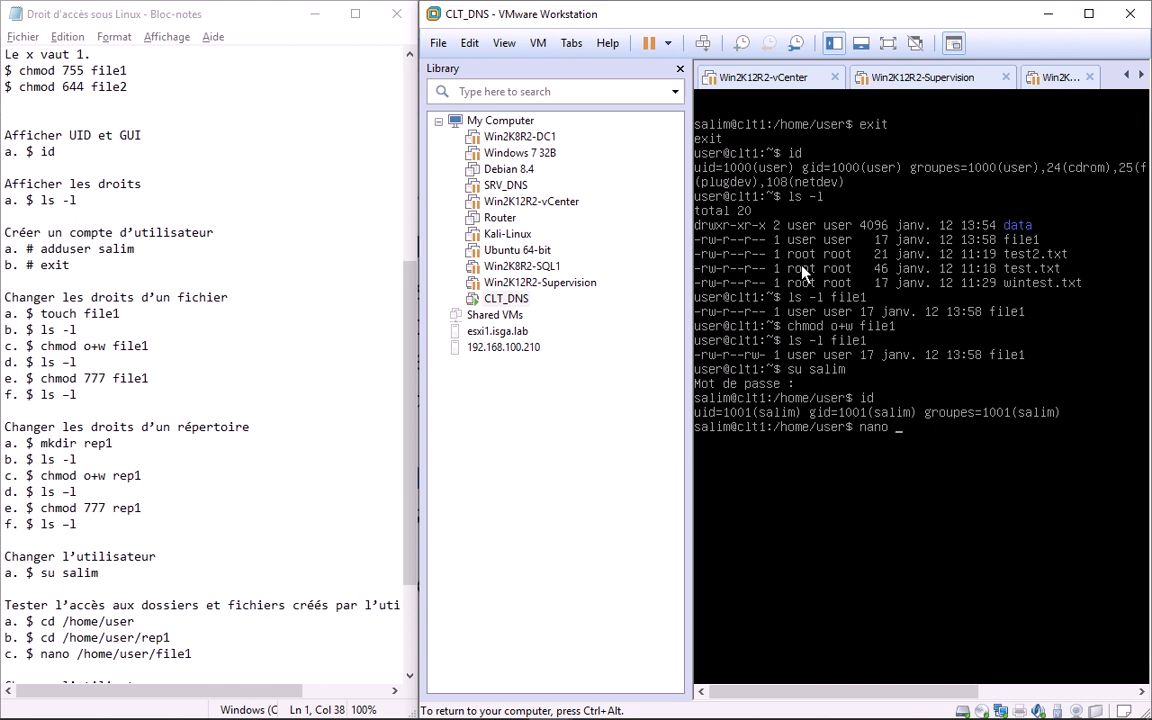 Droit d'accès sous Linux - Bloc-notes
Fichier Edition Format Affichage Aide
Le x vaut 1.
$ chmod 755 file1
$ chmod 644 file2
Afficher UID et GUI
a. $ id
Afficher les droits
a. $ ls -l
Créer un compte d'utilisateur
a. # adduser salim
b. # exit
Changer les droits d'un fichier
a. $ touch file1
b. $ ls -l
c. $ chmod o+w file1
d. $ ls -l
e. $ chmod 777 file1
f. $ ls -l
Changer les droits d'un répertoire
a. $ mkdir rep1
b. $ ls -l
c. $ chmod o+w rep1
d. $ ls –l
e. $ chmod 777 rep1
f. $ ls –l
Changer l’utilisateur
a. $ su salim
Tester l’accès aux dossiers et fichiers créés par l’uti
a. $ cd /home/user
b. $ cd /home/user/rep1
c. $ nano /home/user/file1
Windows (C Ln 1, Col 38 100%
CLT_DNS - VMware Workstation
File Edit View VM Tabs Help
Library
Type here to search
My Computer
Win2K8R2-DC1
Windows 7 32B
Debian 8.4
SRV_DNS
Win2K12R2-vCenter
Router
Kali-Linux
Ubuntu 64-bit
Win2K8R2-SQL1
Win2K12R2-Supervision
CLT_DNS
Shared VMs
esxi1.isga.lab
192.168.100.210
Win2K12R2-vCenter Win2K12R2-Supervision Win2K...
salim@clt1:/home/user$ exit
exit
user@clt1:~$ id
uid=1000(user) gid=1000(user) groupes=1000(user),24(cdrom),25(f
(plugdev),108(netdev)
user@clt1:~$ ls -l
total 20
drwxr-xr-x 2 user user 4096 janv. 12 13:54 data
-rw-r--r-- 1 user user 17 janv. 12 13:58 file1
-rw-r--r-- 1 root root 21 janv. 12 11:19 test2.txt
-rw-r--r-- 1 root root 46 janv. 12 11:18 test.txt
-rw-r--r-- 1 root root 17 janv. 12 11:29 wintest.txt
user@clt1:~$ ls -l file1
-rw-r--r-- 1 user user 17 janv. 12 13:58 file1
user@clt1:~$ chmod o+w file1
user@clt1:~$ ls -l file1
-rw-r--rw- 1 user user 17 janv. 12 13:58 file1
user@clt1:~$ su salim
Mot de passe :
salim@clt1:/home/user$ id
uid=1001(salim) gid=1001(salim) groupes=1001(salim)
salim@clt1:/home/user$ nano _
To return to your computer, press Ctrl+Alt.